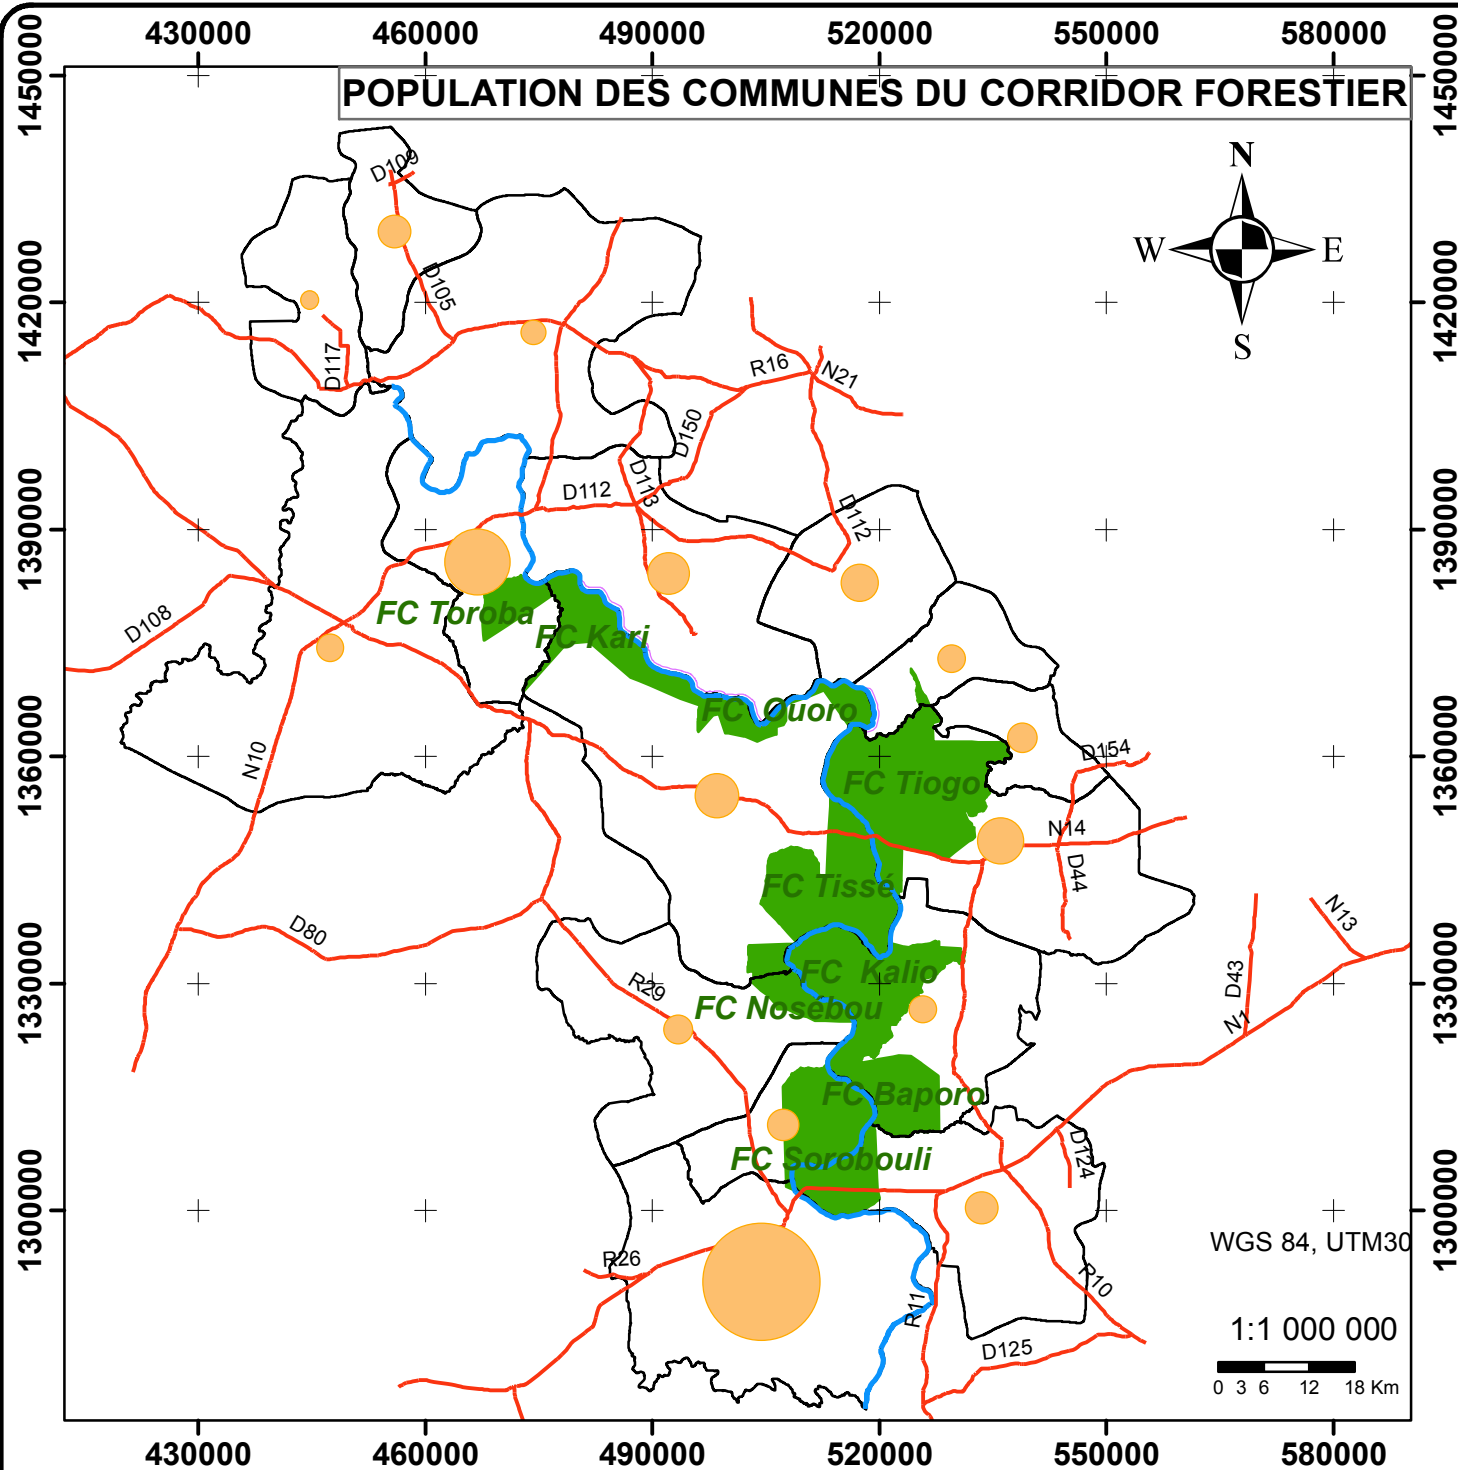 430000 460000 490000 520000 550000 580000
1450000 1450000
POPULATION DES COMMUNES DU CORRIDOR FORESTIER
N
W E
S
D109
D105
1420000 1420000
D117
R16
N21
D150
D113
D112
D112
1390000 1390000
FC Toroba
D108
FC Kari
FC Ouoro
N10
1360000 1360000
D154
FC Tiogo
N14
D44
FC Tissé
N13
D80
1330000 1330000
FC Kalio
D43
R29
FC Nosébou
N1
FC Baporo
D124
FC Sorobouli
1300000 1300000
WGS 84, UTM30
R26
R10
R11
1:1 000 000
D125
0 3 6 12 18 Km
430000 460000 490000 520000 550000 580000